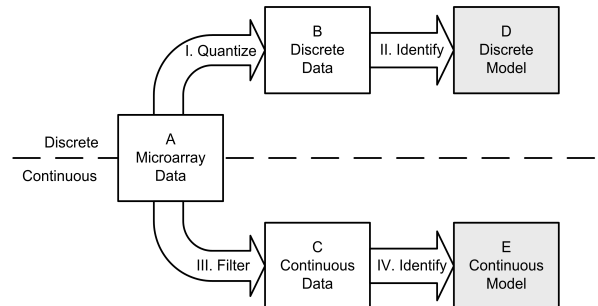 I. Quantize
B
Discrete
Data
II. Identify
D
Discrete
Model
Discrete
Continuous
A
Microarray
Data
III. Filter
C
Continuous
Data
IV. Identify
E
Continuous
Model